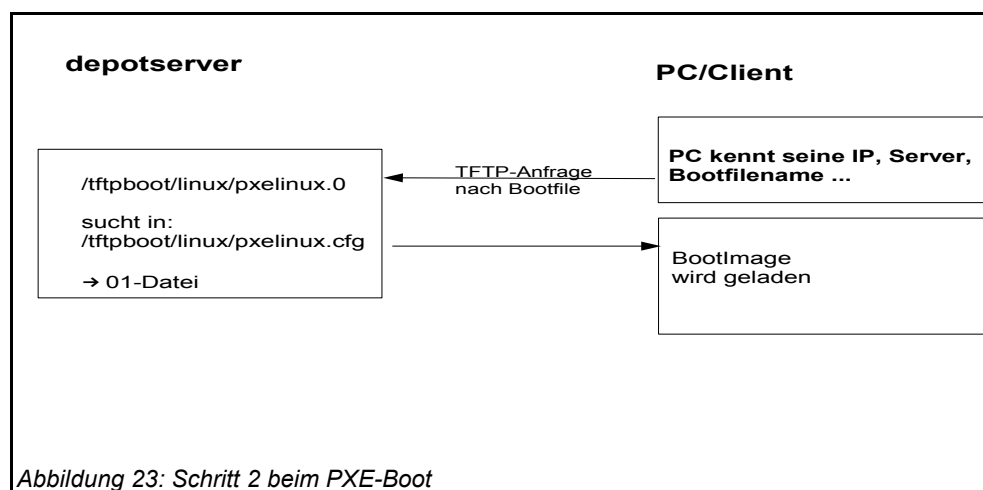 depotserver
PC/Client
/tftpboot/linux/pxelinux.0
sucht in:
/tftpboot/linux/pxelinux.cfg
→ 01-Datei
TFTP-Anfrage
nach Bootfile
PC kennt seine IP, Server,
Bootfilename ...
BootImage
wird geladen
Abbildung 23: Schritt 2 beim PXE-Boot